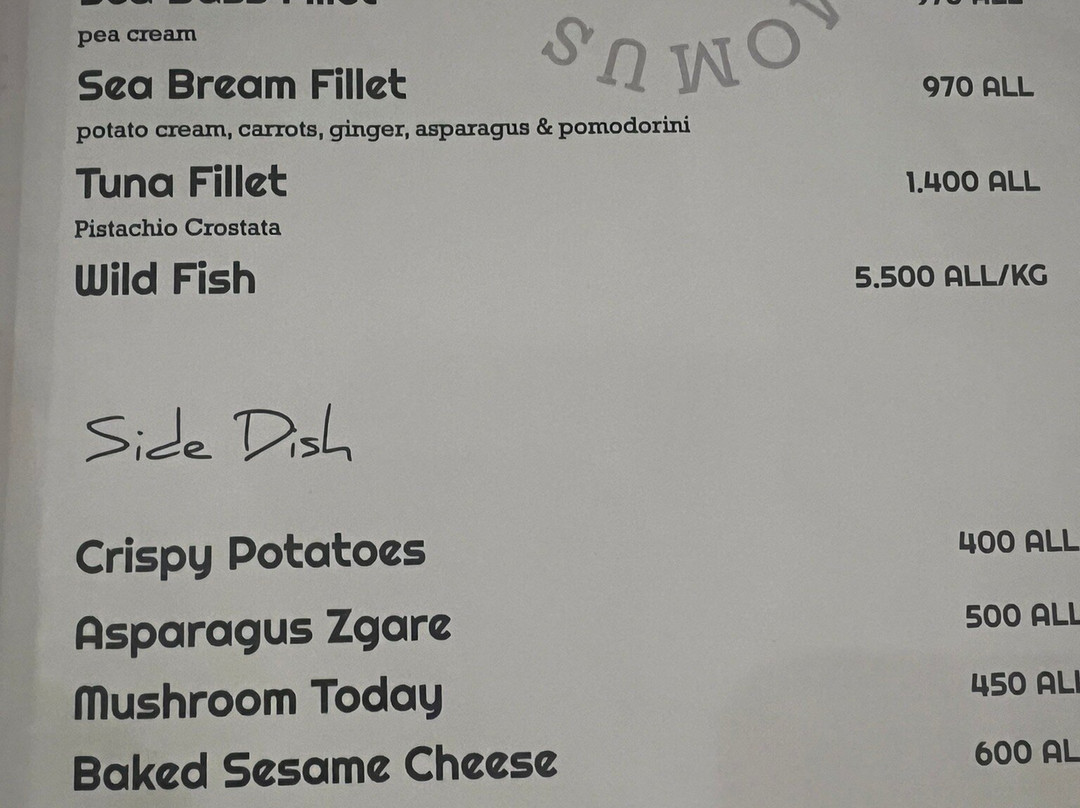 pea cream
Sea Bream Fillet 970 ALL
potato cream, carrots, ginger, asparagus & pomodorini
Tuna Fillet 1.400 ALL
Pistachio Crostata
Wild Fish 5.500 ALL/KG
Side Dish
Crispy Potatoes 400 ALL
Asparagus Zgare 500 ALL
Mushroom Today 450 ALL
Baked Sesame Cheese 600 AL